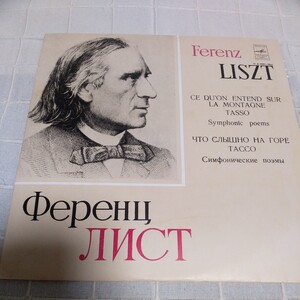 Ferenz
LISZT
CE QU'ON ENTEND SUR
LA MONTAGNE
TASSO
Symphonic poems
ЧТО СЛЫШНО НА ГОРЕ
ТАССО
Симфонические поэмы
Ференц
ЛИСТ